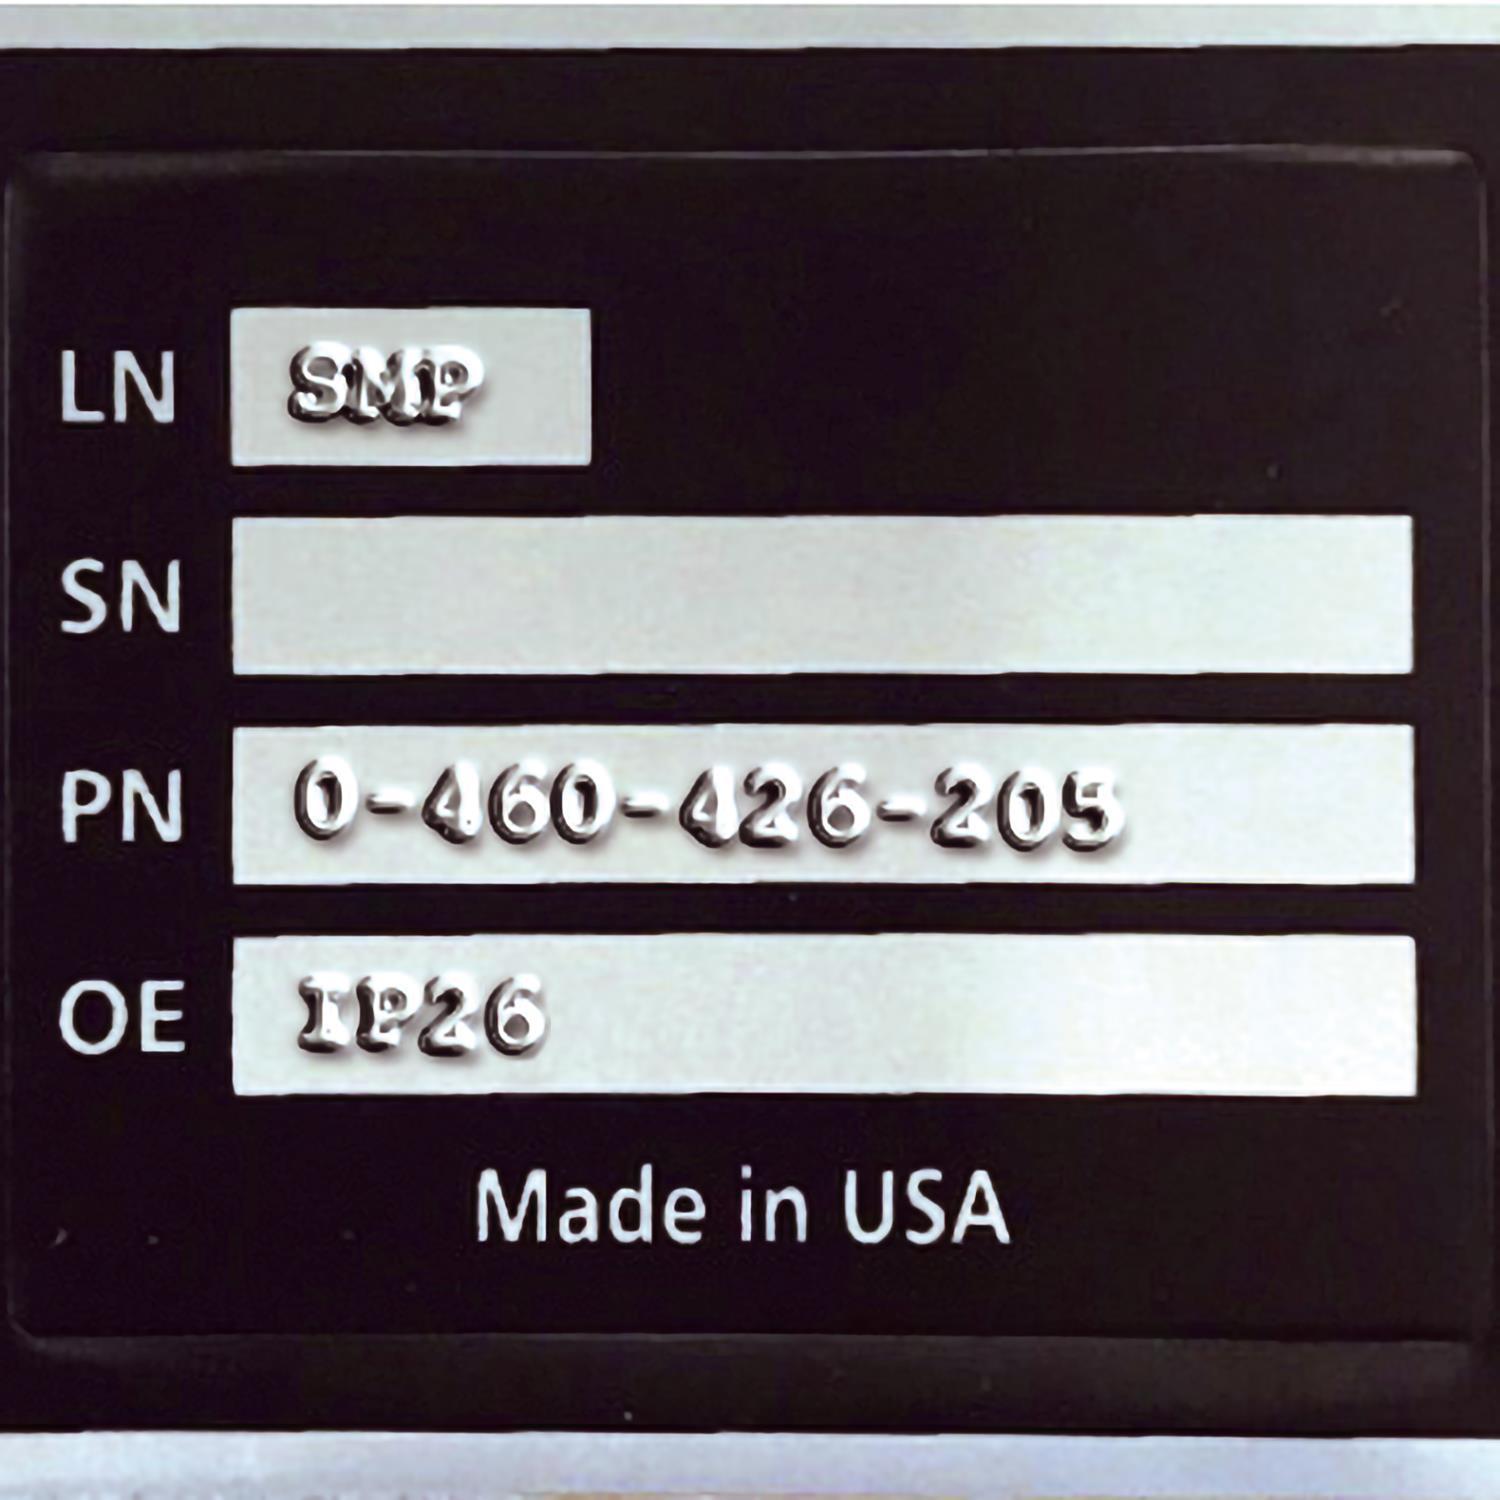 LN SMP
SN
PN 0-460-426-205
OE IP26
Made in USA